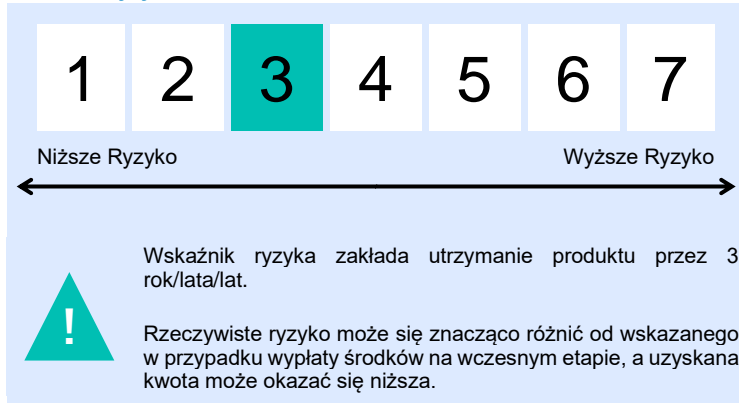 1 2 3 4 5 6 7
Niższe Ryzyko Wyższe Ryzyko
Wskaźnik ryzyka zakłada utrzymanie produktu przez 3
rok/lata/lat.
!
Rzeczywiste ryzyko może się znacząco różnić od wskazanego
w przypadku wypłaty środków na wczesnym etapie, a uzyskana
kwota może okazać się niższa.